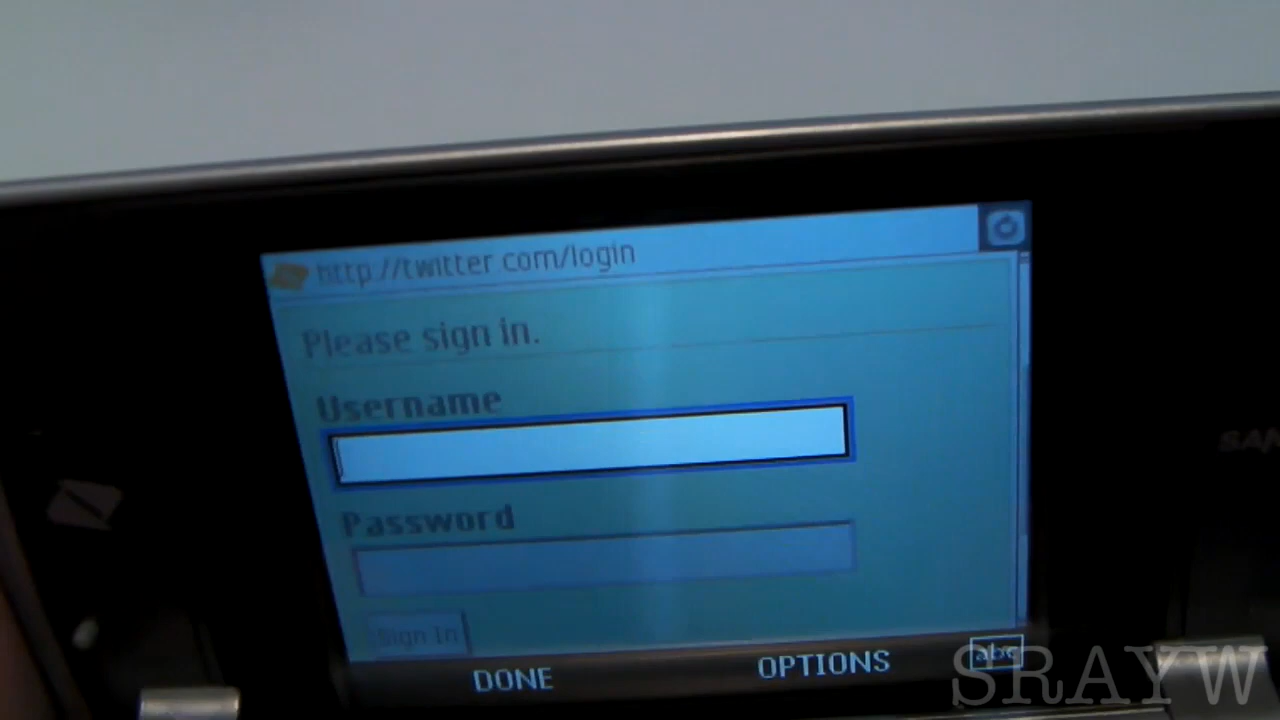 http://twitter.com/login
Please sign in.
Username
Password
Sign In
DONE
OPTIONS
abc
SRAYW